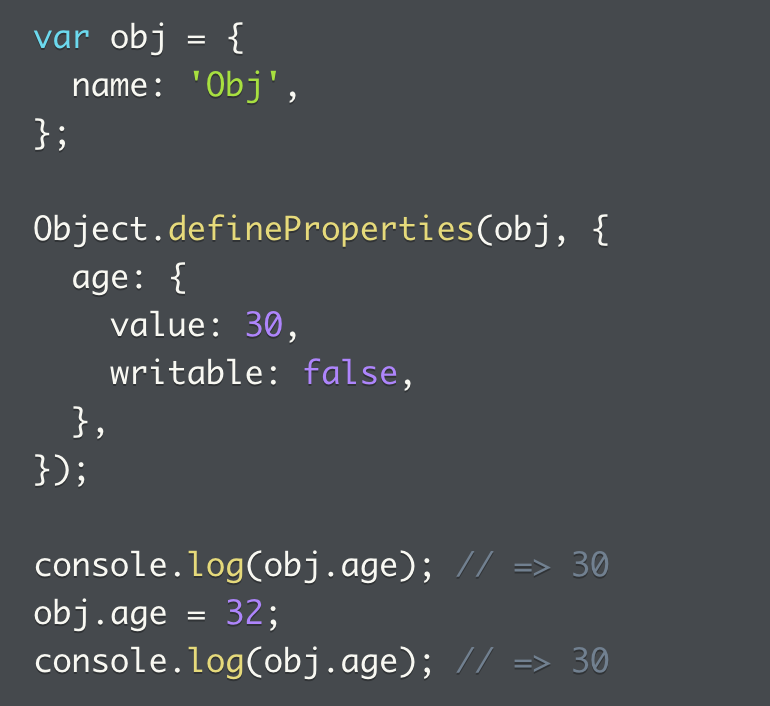 var obj = {
  name: 'Obj',
};

Object.defineProperties(obj, {
  age: {
    value: 30,
    writable: false,
  },
});

console.log(obj.age); // => 30
obj.age = 32;
console.log(obj.age); // => 30